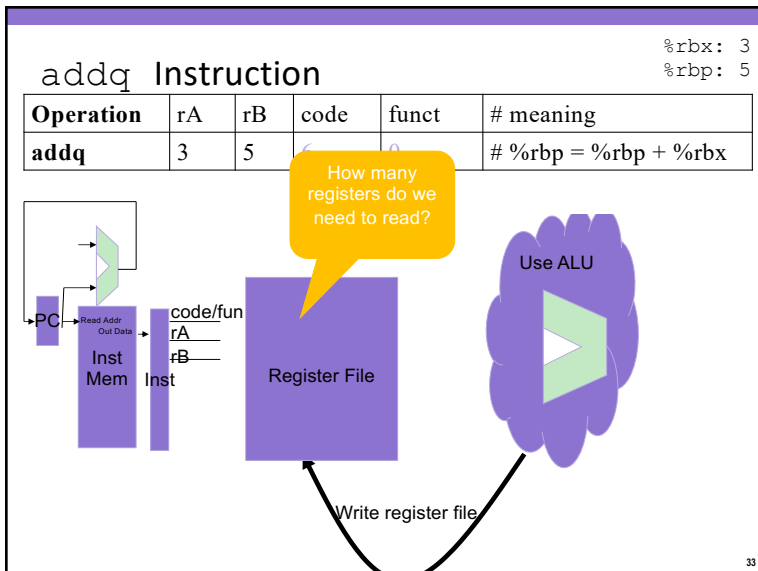 %rbx: 3
addq Instruction %rbp: 5
Operation rA rB code funct # meaning
addq 3 5 6 0 # %rbp = %rbp + %rbx
How many
registers do we
need to read?
Use ALU
PC
Read Addr
Out Data
Inst
Mem
Inst
code/fun
rA
rB
Register File
Write register file
33